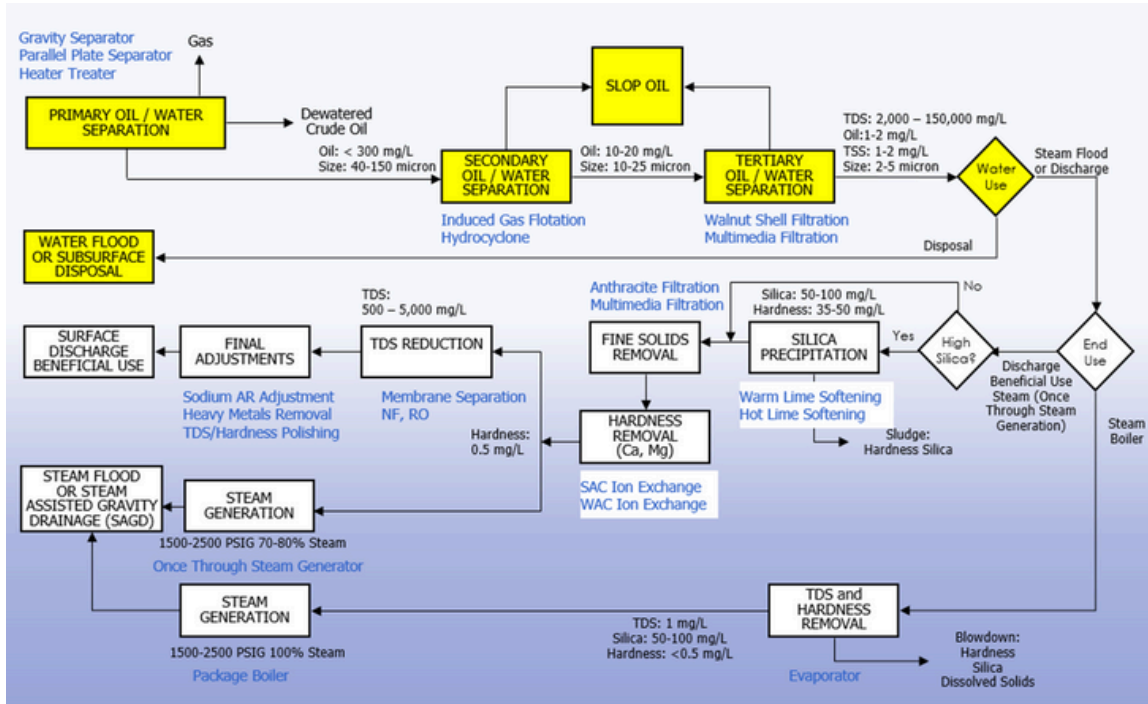 Gravity Separator
Parallel Plate Separator
Heater Treater
Gas
PRIMARY OIL / WATER
SEPARATION
Dewatered
Crude Oil
Oil: < 300 mg/L
Size: 40-150 micron
SLOP OIL
SECONDARY
OIL / WATER
SEPARATION
Induced Gas Flotation
Hydrocyclone
Oil: 10-20 mg/L
Size: 10-25 micron
TERTIARY
OIL / WATER
SEPARATION
Walnut Shell Filtration
Multimedia Filtration
TDS: 2,000 – 150,000 mg/L
Oil:1-2 mg/L
TSS: 1-2 mg/L
Size: 2-5 micron
Water
Use
Steam Flood
or Discharge
Disposal
WATER FLOOD
OR SUBSURFACE
DISPOSAL
End
Use
Discharge
Beneficial Use
Steam (Once
Through Steam
Generation)
Steam
Boiler
High
Silica?
No
Yes
Silica: 50-100 mg/L
Hardness: 35-50 mg/L
SILICA
PRECIPITATION
Warm Lime Softening
Hot Lime Softening
Sludge:
Hardness Silica
Anthracite Filtration
Multimedia Filtration
FINE SOLIDS
REMOVAL
HARDNESS
REMOVAL
(Ca, Mg)
SAC Ion Exchange
WAC Ion Exchange
Hardness:
0.5 mg/L
TDS:
500 – 5,000 mg/L
TDS REDUCTION
Membrane Separation
NF, RO
FINAL
ADJUSTMENTS
Sodium AR Adjustment
Heavy Metals Removal
TDS/Hardness Polishing
SURFACE
DISCHARGE
BENEFICIAL USE
STEAM FLOOD
OR STEAM
ASSISTED GRAVITY
DRAINAGE (SAGD)
STEAM
GENERATION
1500-2500 PSIG 70-80% Steam
Once Through Steam Generator
STEAM
GENERATION
1500-2500 PSIG 100% Steam
Package Boiler
TDS: 1 mg/L
Silica: 50-100 mg/L
Hardness: <0.5 mg/L
TDS and
HARDNESS
REMOVAL
Evaporator
Blowdown:
Hardness
Silica
Dissolved Solids